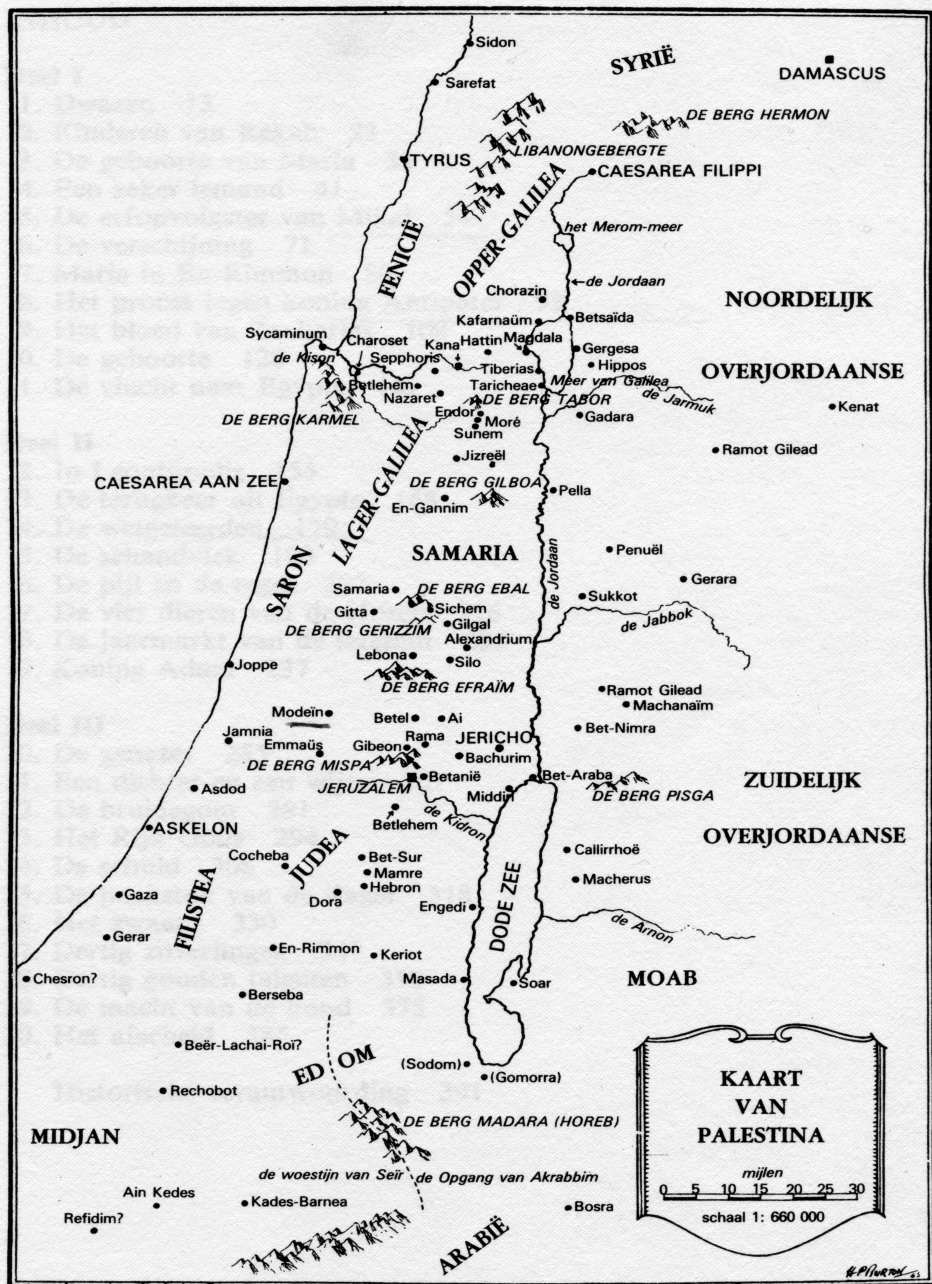 Sidon
SYRIË
DAMASCUS
Sarefat
DE BERG HERMON
LIBANONGEBERGTE
TYRUS
CAESAREA FILIPPI
FENICIË
OPPER-GALILEA
het Merom-meer
de Jordaan
Chorazin
NOORDELIJK
OVERJORDAANSE
Kafarnaüm
Betsaïda
Sycaminum
Charoset
Kana
Hattin
Magdala
de Kison
Sepphoris
Gergesa
Hippos
Tiberias
Betlehem
Taricheae
Meer van Galilea
Nazaret
DE BERG TABOR
de Jarmuk
DE BERG KARMEL
Endor
Moré
Gadara
Kenat
Sunem
Ramot Gilead
Jizreël
LAGER-GALILEA
CAESAREA AAN ZEE
DE BERG GILBOA
Pella
En-Gannim
SAMARIA
SARON
de Jordaan
Penuël
Gerara
Samaria
DE BERG EBAL
Sukkot
Gitta
Sichem
de Jabbok
Gilgal
DE BERG GERIZZIM
Alexandrium
Joppe
Lebona
Silo
DE BERG EFRAÏM
Ramot Gilead
Machanaïm
Modeïn
Betel
Ai
Bet-Nimra
Jamnia
Rama
JERICHO
Emmaüs
Gibeon
Bachurim
DE BERG MISPA
ZUIDELIJK
OVERJORDAANSE
JERUZALEM
Betanië
Bet-Araba
Asdod
Middin
DE BERG PISGA
Betlehem
de Kidron
ASKELON
JUDEA
Callirrhoë
Cocheba
Bet-Sur
Mamre
Macherus
Hebron
Dora
Gaza
FILISTEA
Engedi
DODE ZEE
de Arnon
Gerar
En-Rimmon
Keriot
Chesron?
Masada
Soar
MOAB
Berseba
Beër-Lachai-Roï?
EDOM
(Sodom)
(Gomorra)
Rechobot
DE BERG MADARA (HOREB)
MIDJAN
de woestijn van Seïr
de Opgang van Akrabbim
Ain Kedes
Kades-Barnea
Bosra
Refidim?
ARABIË
KAART
VAN
PALESTINA
mijlen
0 5 10 15 20 25 30
schaal 1: 660 000